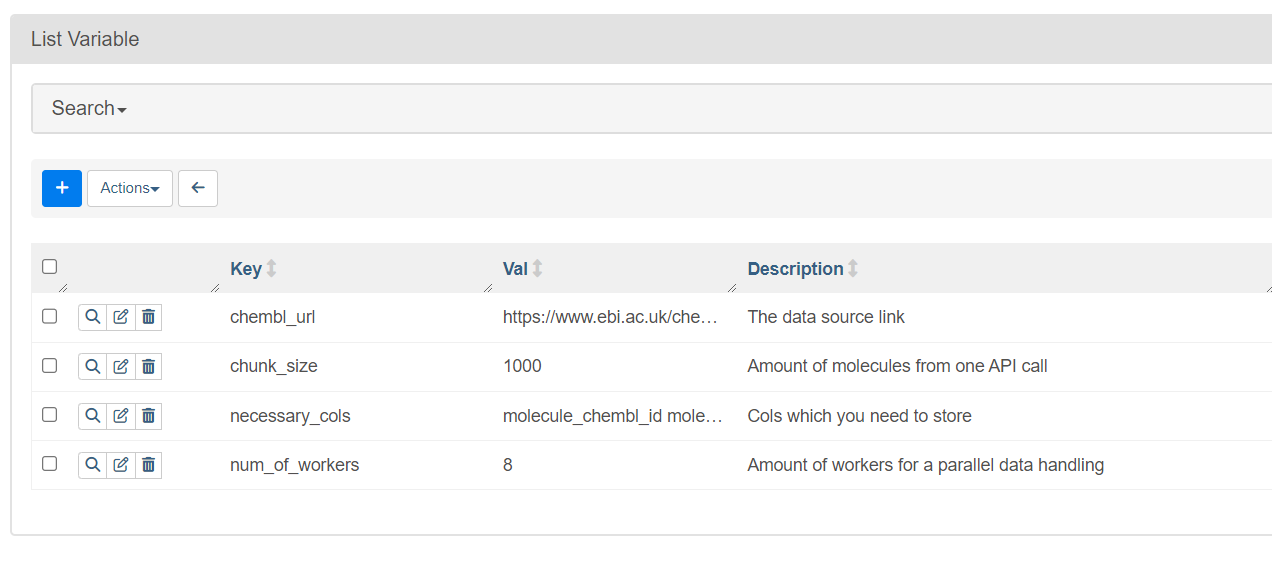 List Variable
Search
Actions
Key Val Description
chembl_url https://www.ebi.ac.uk/che… The data source link
chunk_size 1000 Amount of molecules from one API call
necessary_cols molecule_chembl_id mole… Cols which you need to store
num_of_workers 8 Amount of workers for a parallel data handling